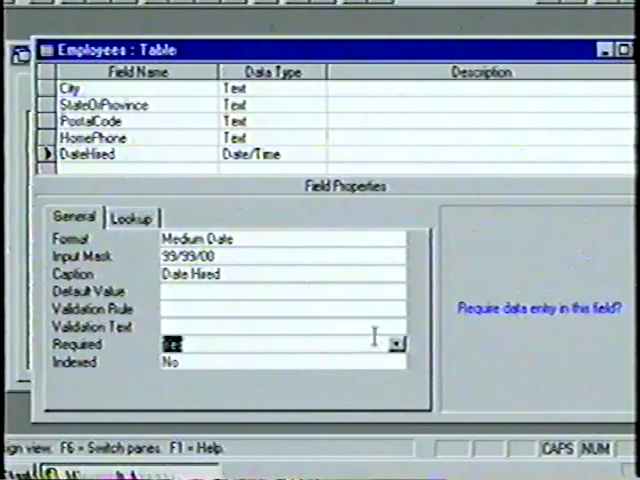 Employees : Table
Field Name Data Type Description
City Text
StateOrProvince Text
PostalCode Text
HomePhone Text
DateHired Date/Time
Field Properties
General Lookup
Format Medium Date
Input Mask 99/99/00
Caption Date Hired
Default Value
Validation Rule
Validation Text
Required Yes
Indexed No
Require data entry in this field?
sign view. F6 = Switch panes. F1 = Help. CAPS NUM